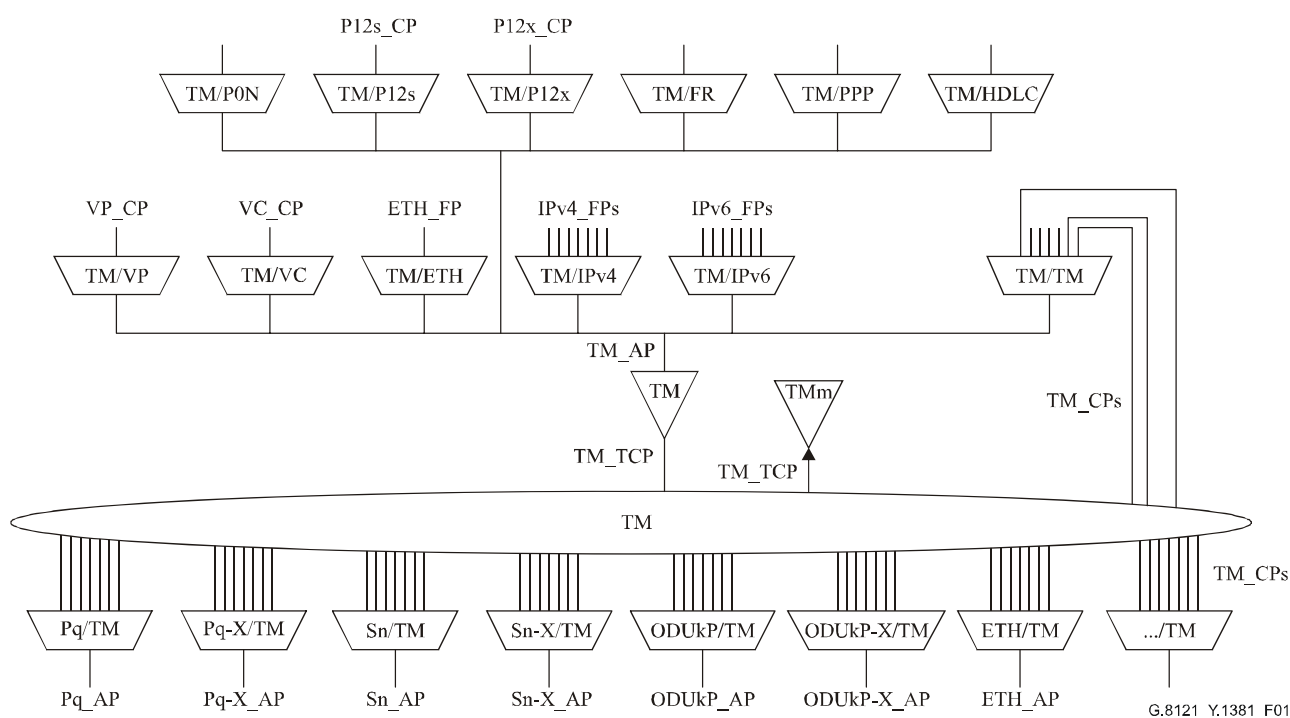 P12s_CP P12x_CP
TM/P0N TM/P12s TM/P12x TM/FR TM/PPP TM/HDLC
VP_CP VC_CP ETH_FP IPv4_FPs IPv6_FPs
TM/VP TM/VC TM/ETH TM/IPv4 TM/IPv6 TM/TM
TM_AP
TM TMm
TM_CPs
TM_TCP TM_TCP
TM
TM_CPs
Pq/TM Pq-X/TM Sn/TM Sn-X/TM ODUkP/TM ODUkP-X/TM ETH/TM .../TM
Pq_AP Pq-X_AP Sn_AP Sn-X_AP ODUkP_AP ODUkP-X_AP ETH_AP
G.8121_Y.1381_F01